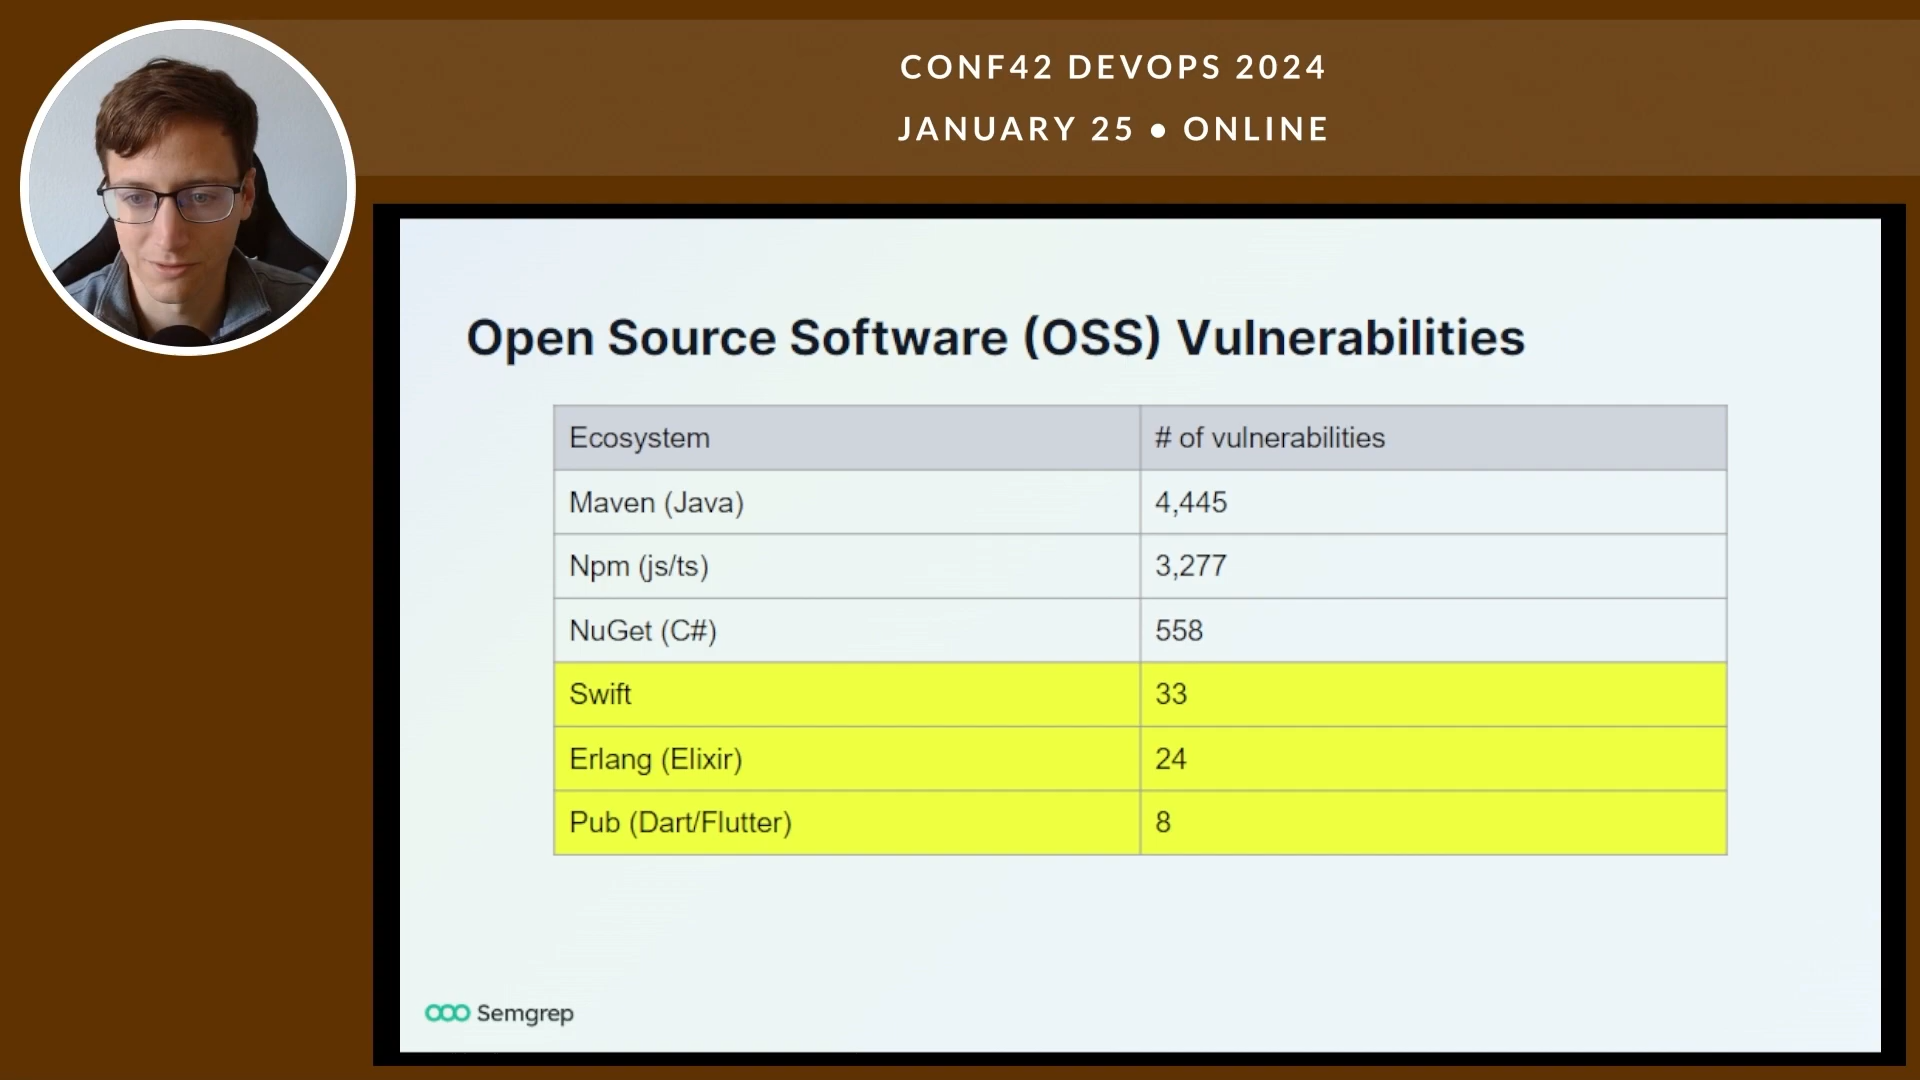 CONF42 DEVOPS 2024
JANUARY 25 • ONLINE
Open Source Software (OSS) Vulnerabilities
Ecosystem # of vulnerabilities
Maven (Java) 4,445
Npm (js/ts) 3,277
NuGet (C#) 558
Swift 33
Erlang (Elixir) 24
Pub (Dart/Flutter) 8
Semgrep